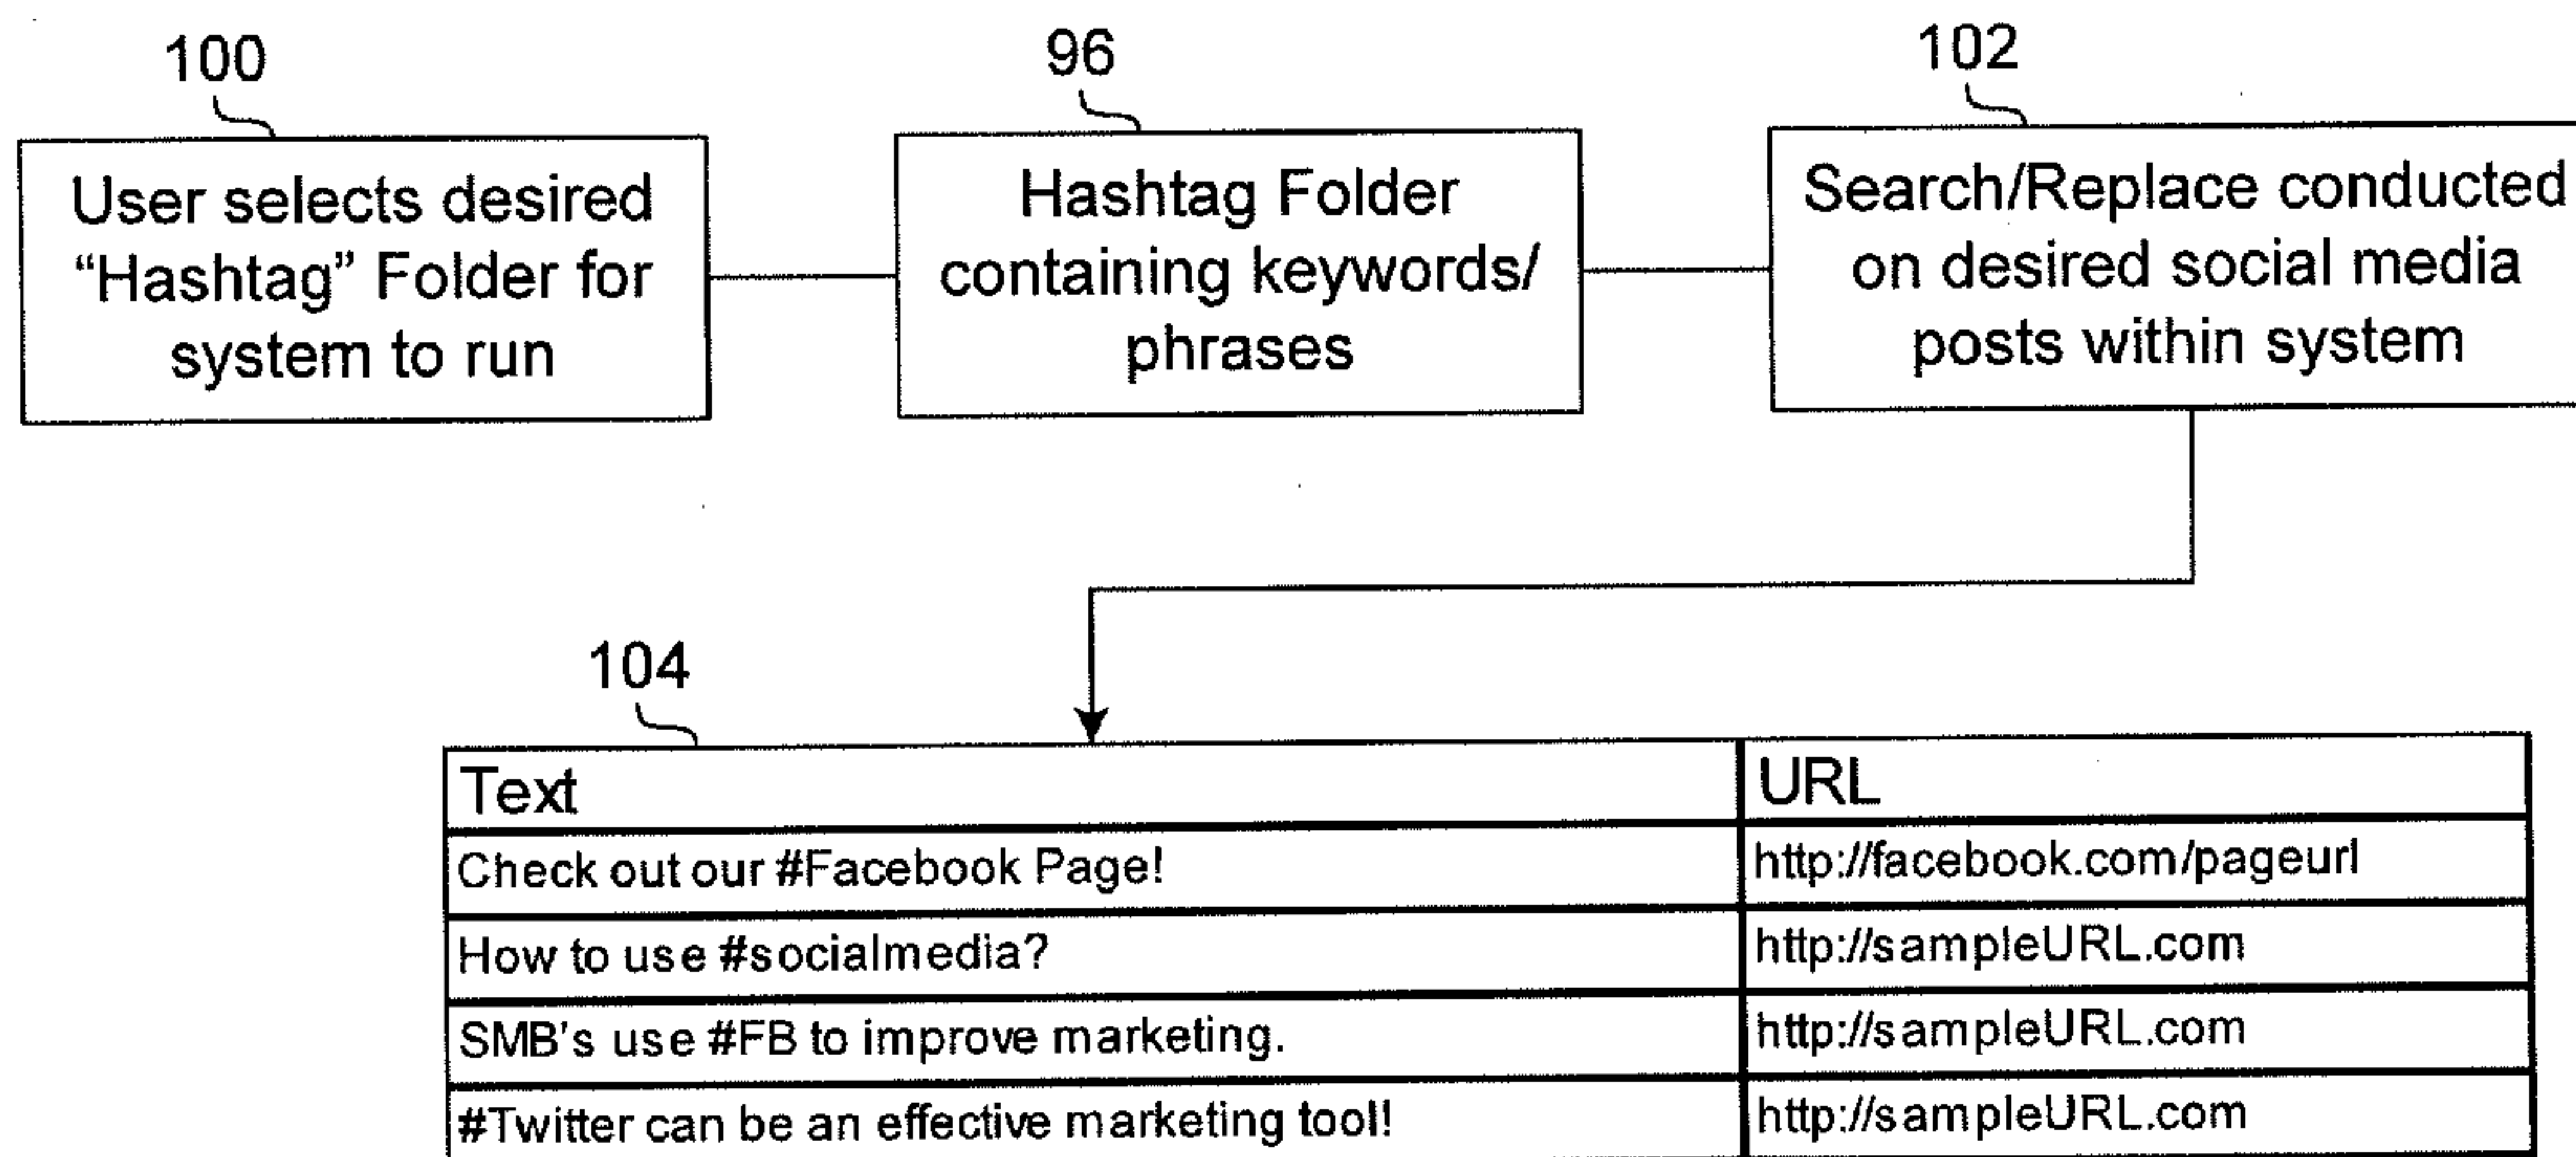 100
96
102
User selects desired
“Hashtag” Folder for
system to run
Hashtag Folder
containing keywords/
phrases
Search/Replace conducted
on desired social media
posts within system
104
Text URL
Check out our #Facebook Page! http://facebook.com/pageurl
How to use #socialmedia? http://sampleURL.com
SMB's use #FB to improve marketing. http://sampleURL.com
#Twitter can be an effective marketing tool! http://sampleURL.com